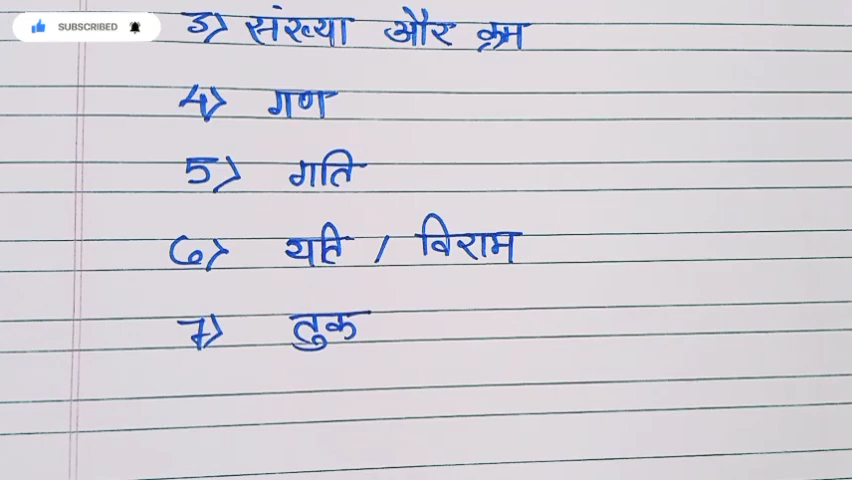 SUBSCRIBED
3) संख्या और क्रम
4) गण
5) गति
6) यति / विराम
7) तुक